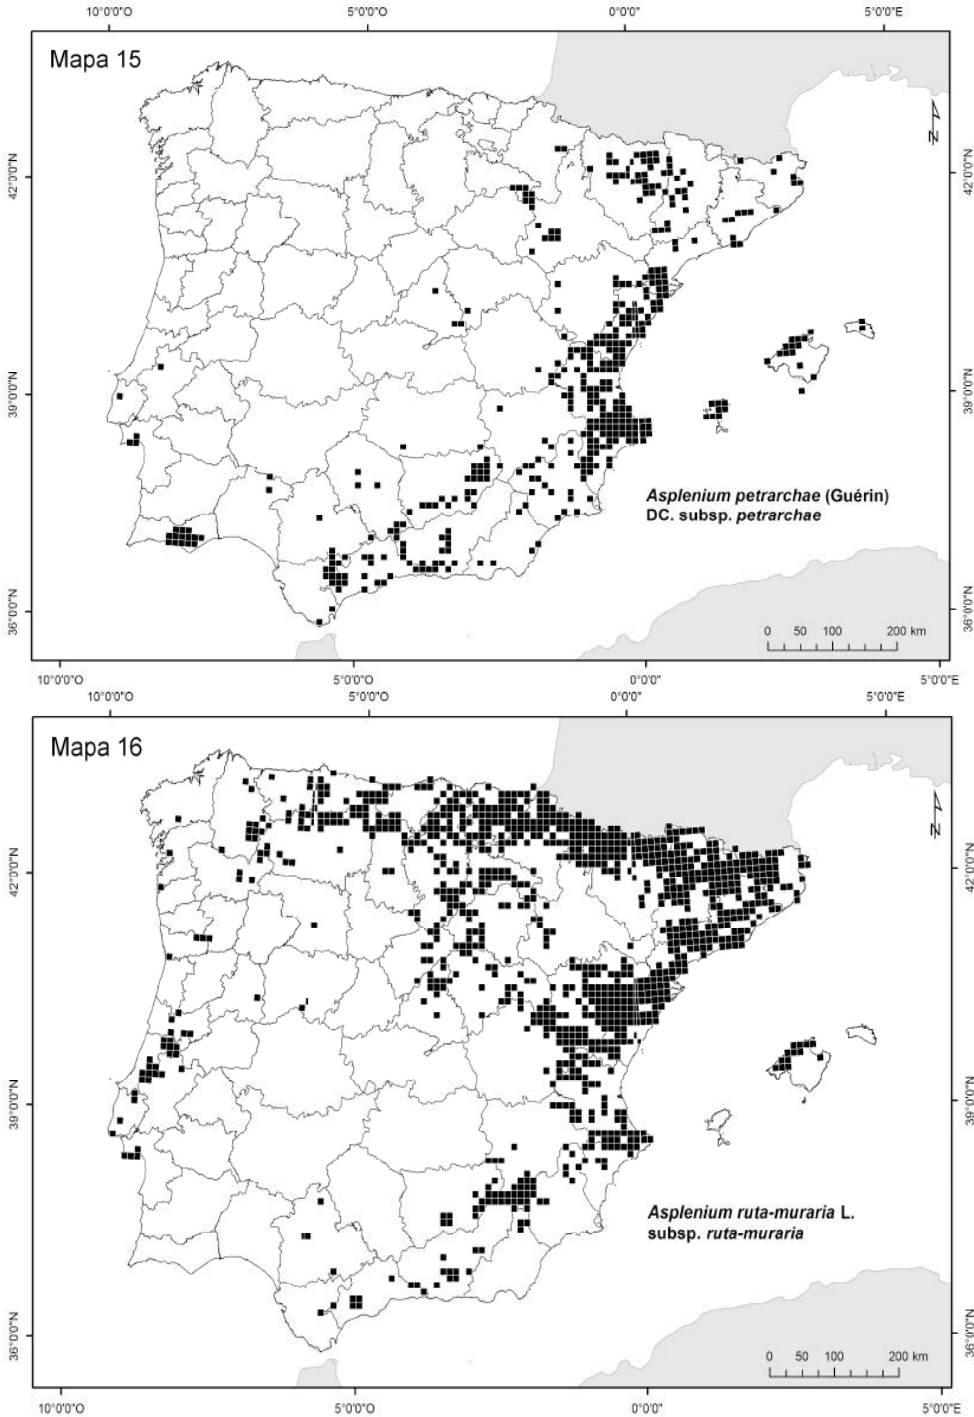 10°0'0"O 5°0'0"O 0°0'0" 5°0'0"E
Mapa 15
N
42°0'0"N 42°0'0"N
39°0'0"N 39°0'0"N
Asplenium petrarchae (Guérin)
DC. subsp. petrarchae
36°0'0"N 36°0'0"N
0 50 100 200 km
10°0'0"O 5°0'0"O 0°0'0" 5°0'0"E
10°0'0"O 5°0'0"O 0°0'0" 5°0'0"E
Mapa 16
N
42°0'0"N 42°0'0"N
39°0'0"N 39°0'0"N
Asplenium ruta-muraria L.
subsp. ruta-muraria
36°0'0"N 36°0'0"N
0 50 100 200 km
10°0'0"O 5°0'0"O 0°0'0" 5°0'0"E